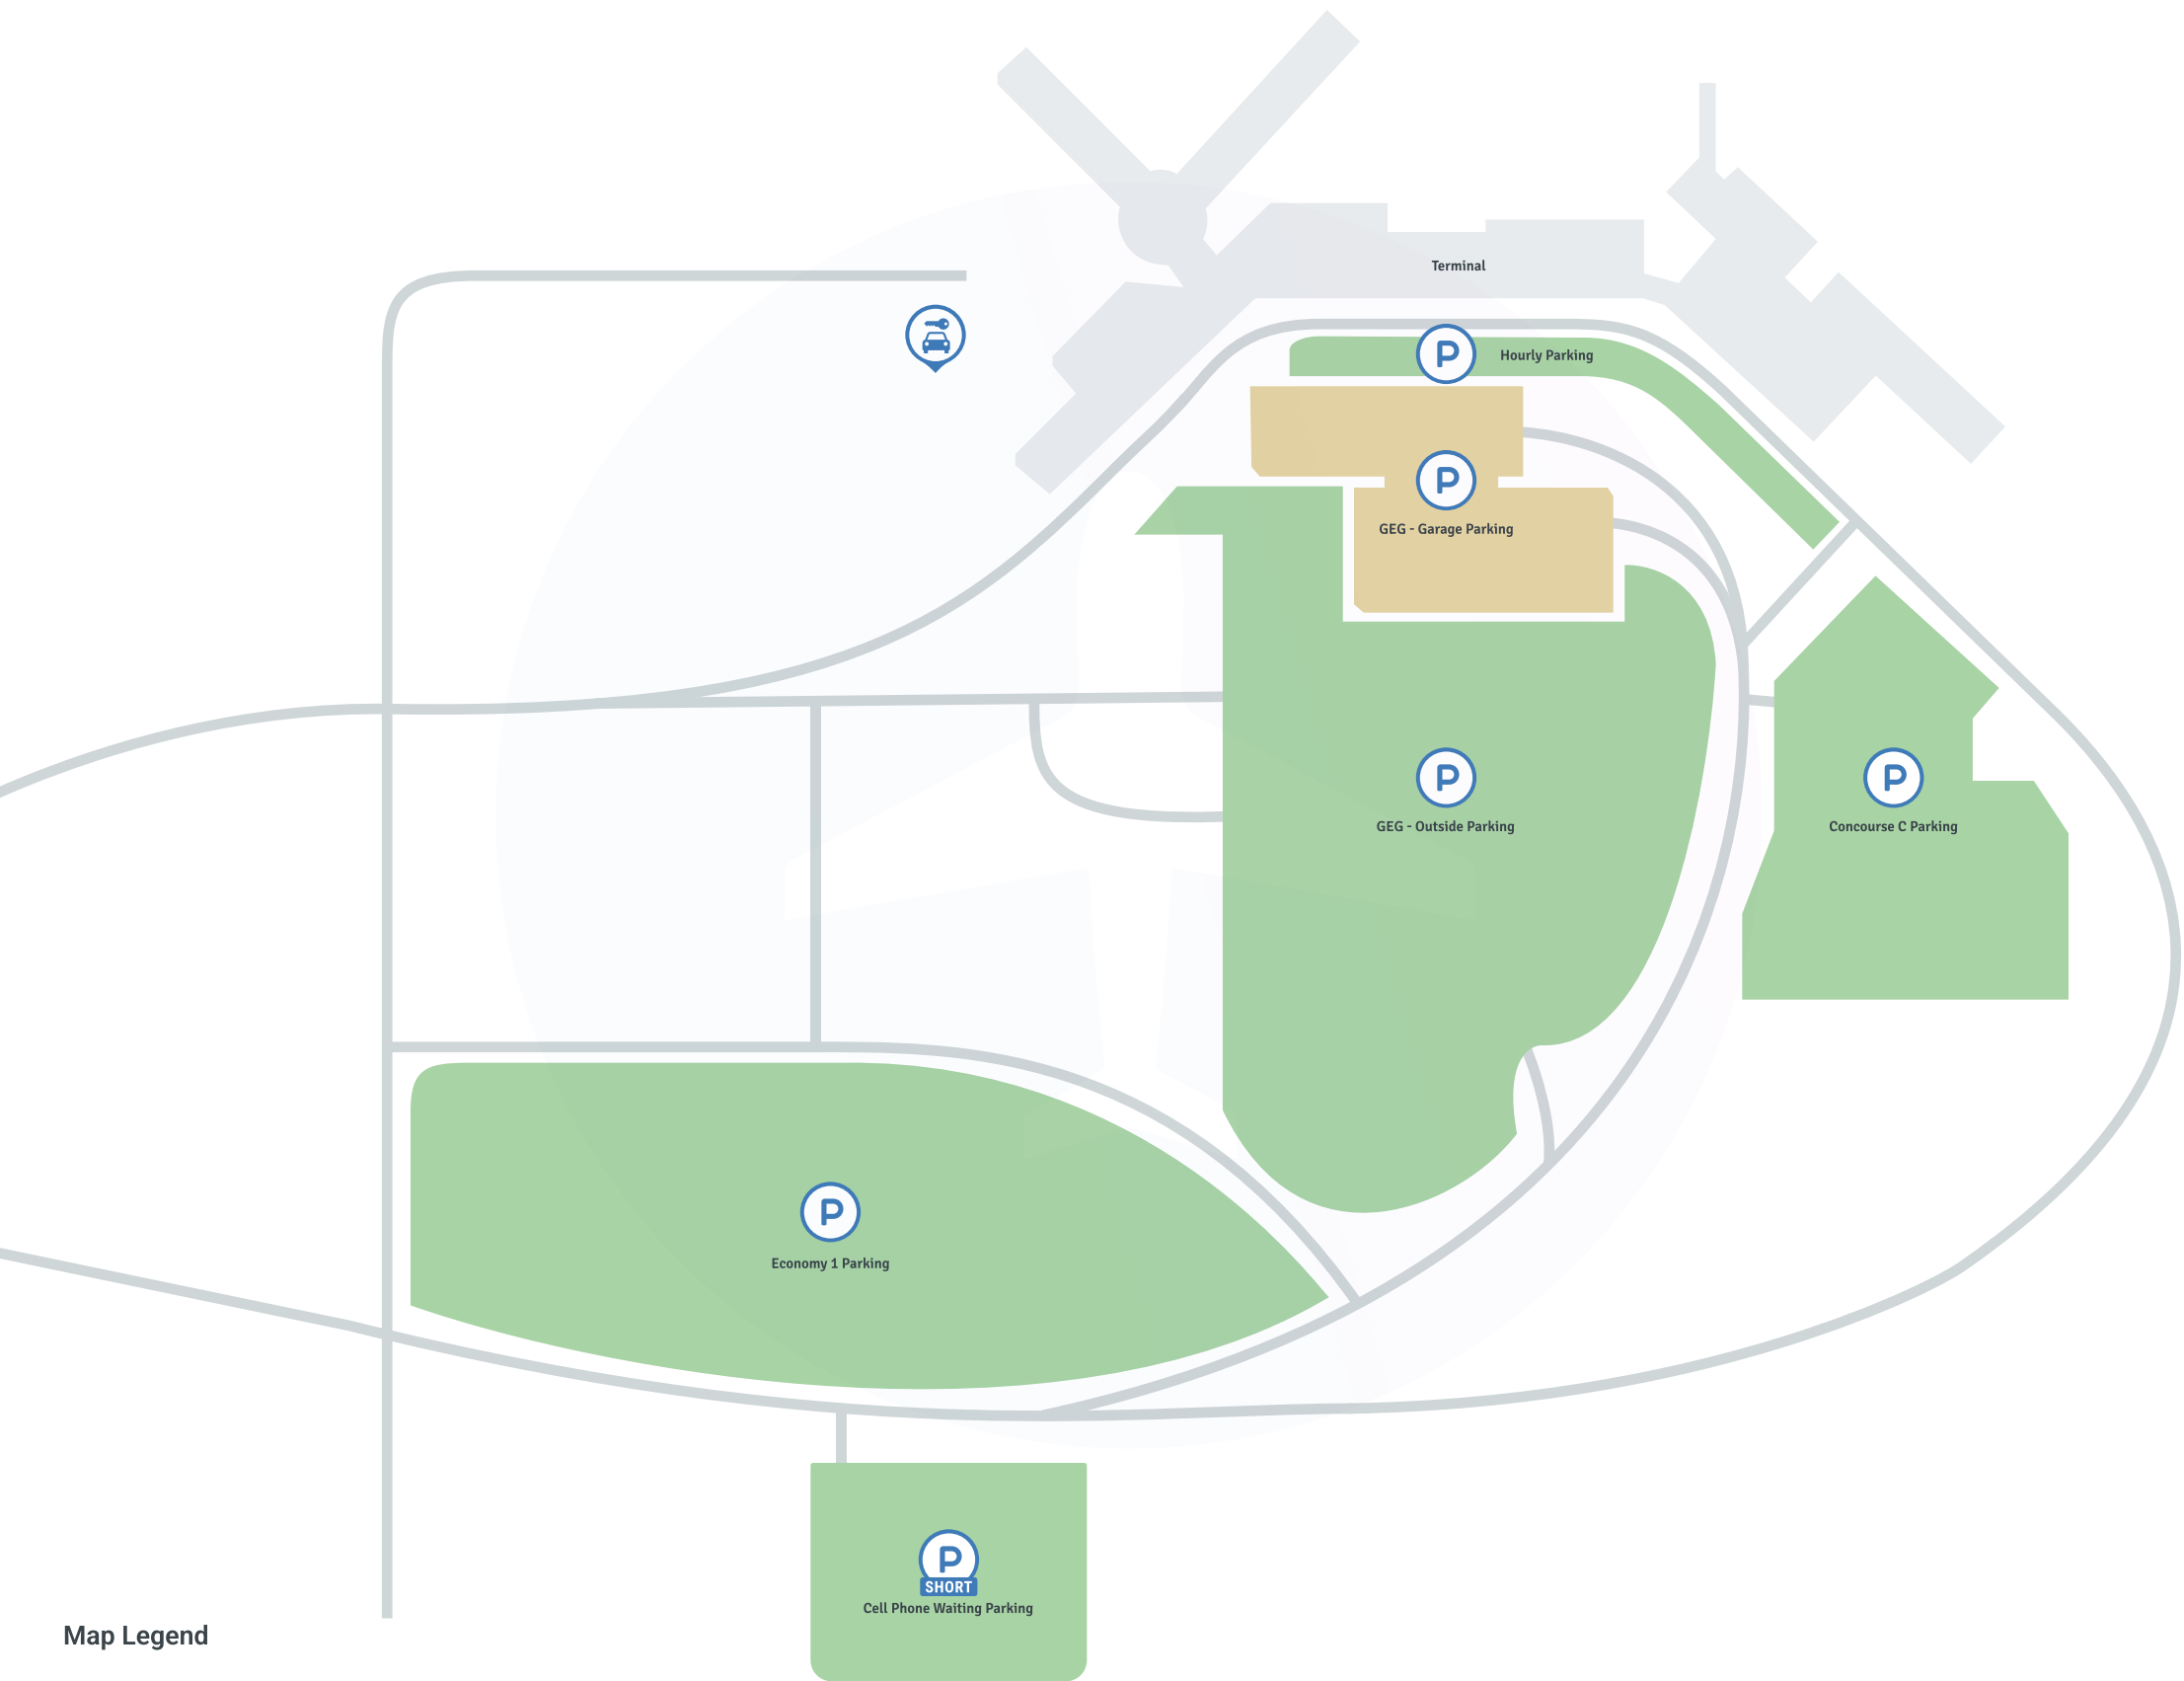 Terminal
P
Hourly Parking
P
GEG - Garage Parking
P
GEG - Outside Parking
P
Concourse C Parking
P
Economy 1 Parking
P
SHORT
Cell Phone Waiting Parking
Map Legend